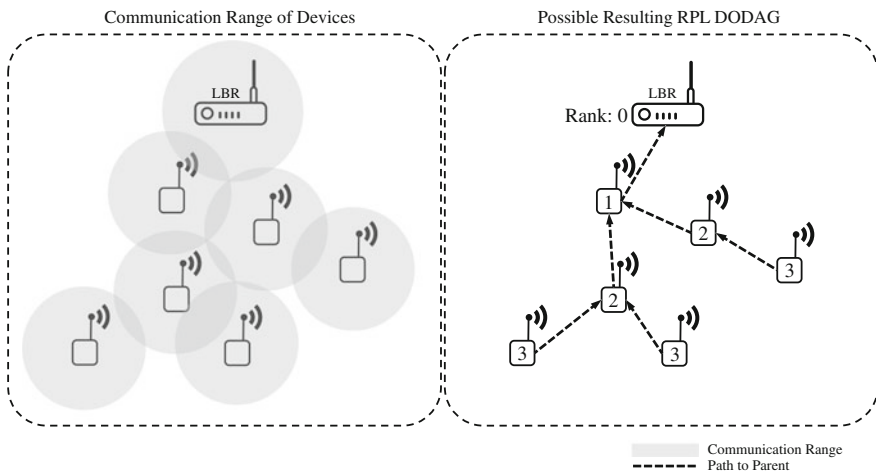 Communication Range of Devices
Possible Resulting RPL DODAG
LBR
LBR
Rank: 0
1
2
3
2
3
3
Communication Range
Path to Parent